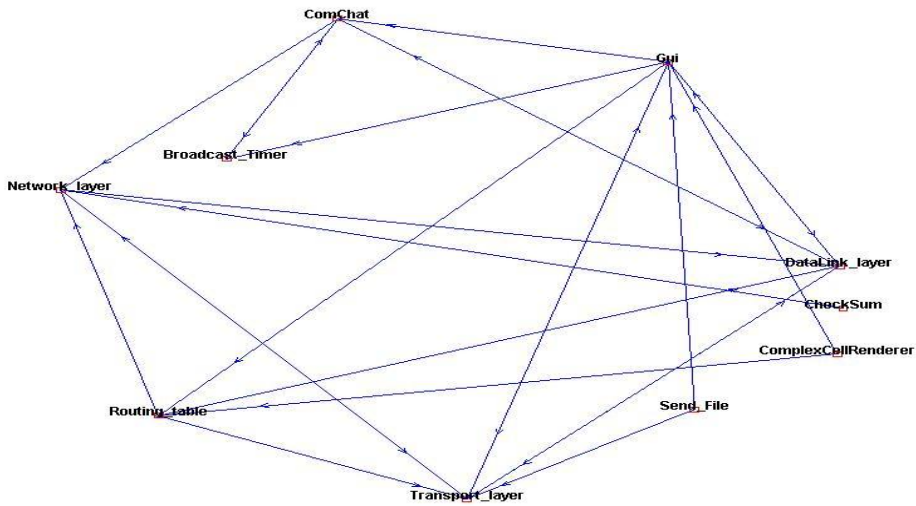 ComChat
Gui
Broadcast_Timer
Network_layer
DataLink_layer
CheckSum
ComplexCellRenderer
Send_File
Routing_table
Transport_layer